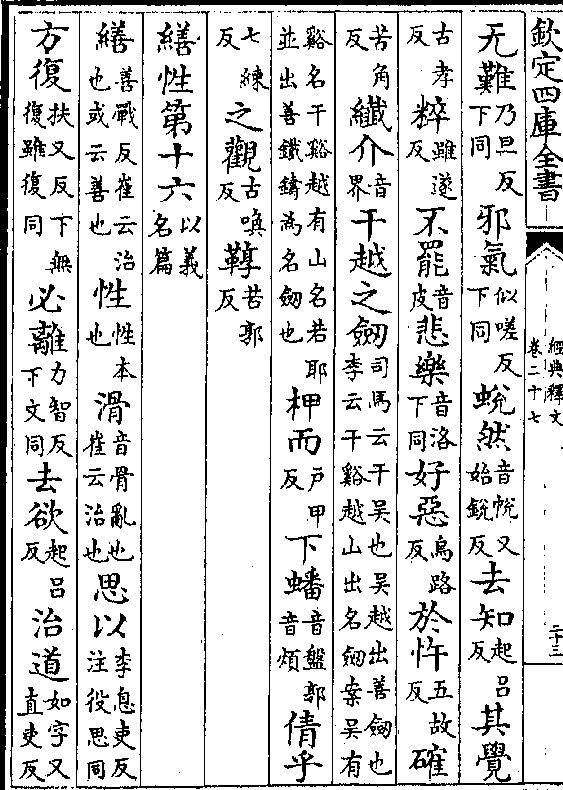 欽定四庫全書
經典釋文
卷二十七
二十三
无難乃旦反下同邪氣似嗟反下同蛻然音帨又始銳反去知起呂反其覺
古孝反粹雖遂反不罷音皮悲樂音洛下同好惡烏路反於忤五故反確
苦角反纖介音界干越之劒司馬云干吳也吳越出善劒也李云干谿越山出名劒案吳有
谿名干谿越有山名若耶並出善鐵鑄為名劒也柙而戶甲反下蟠音盤郭音煩倩乎
七練反之觀古喚反鞟苦郭反
繕性第十六以義名篇
繕善戰反崔云治也或云善也性性本也滑音骨亂也崔云治也思以李息吏反注役思同
方復扶又反下無復雖復同必離力智反下文同去欲起呂反治道如字又直吏反